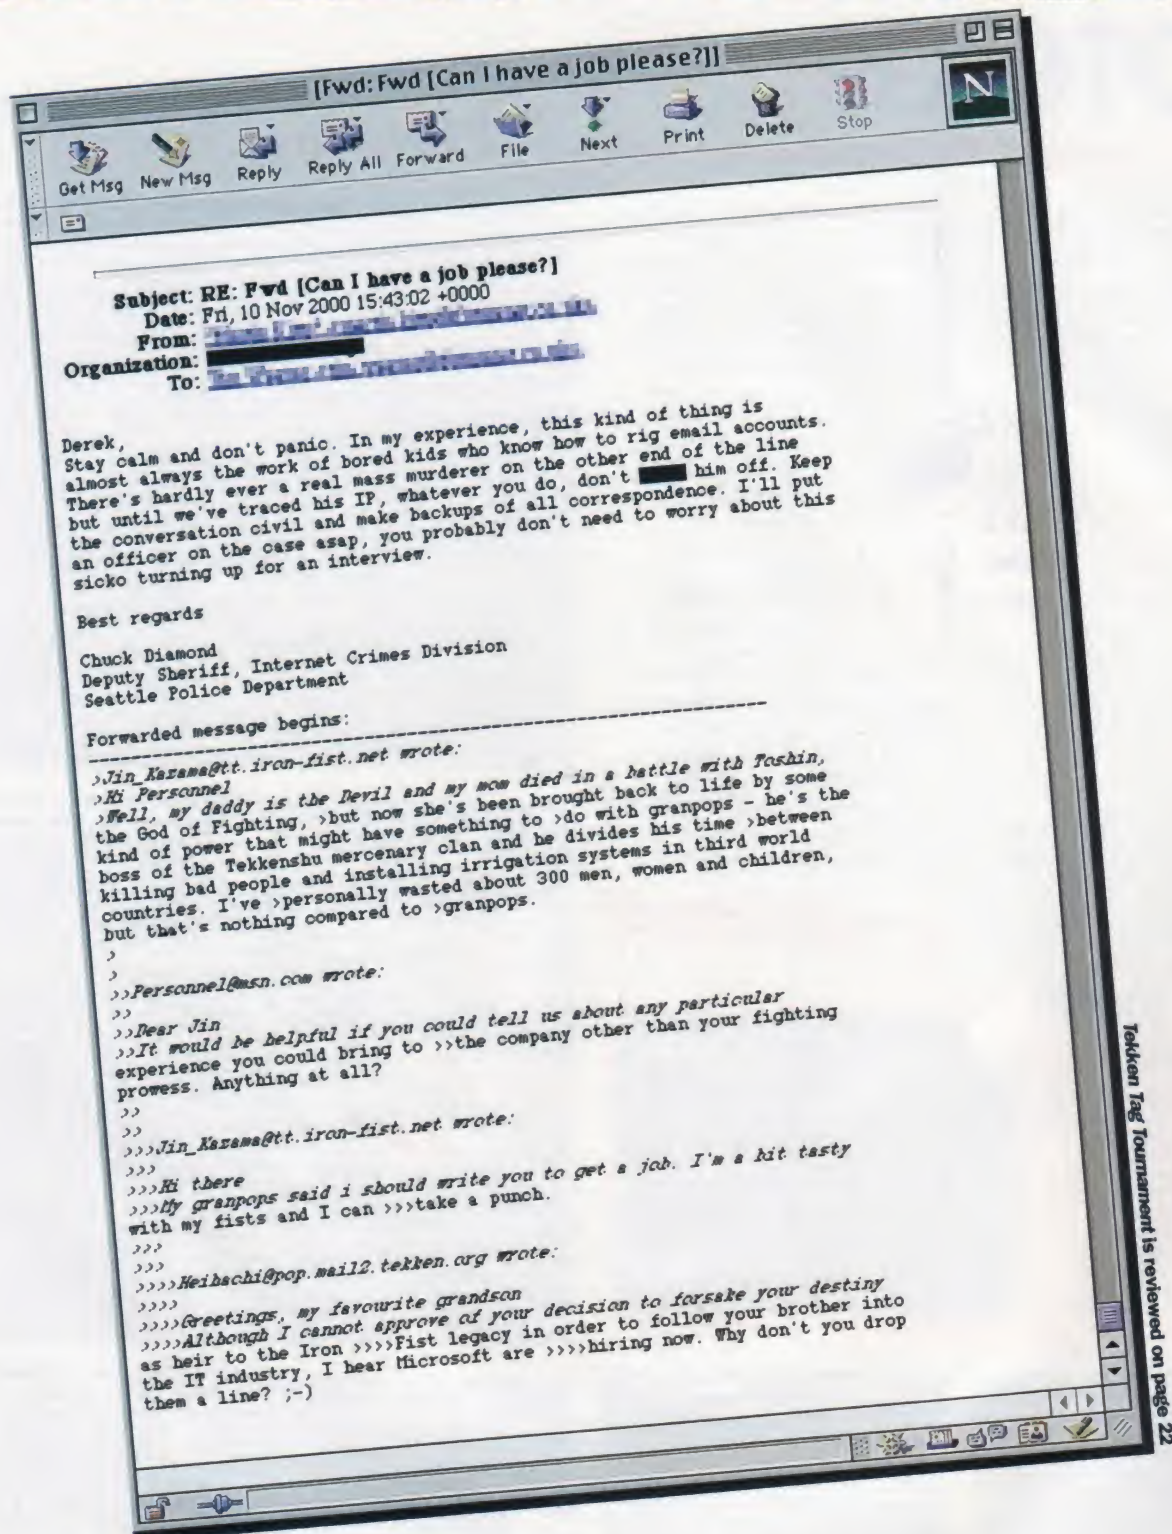 [Fwd: Fwd [Can I have a job please?]]
N
Get Msg New Msg Reply Reply All Forward File Next Print Delete Stop
Subject: RE: Fwd [Can I have a job please?]
Date: Fri, 10 Nov 2000 15:43:02 +0000
From:
Organization:
To:
Derek,
Stay calm and don't panic. In my experience, this kind of thing is
almost always the work of bored kids who know how to rig email accounts.
There's hardly ever a real mass murderer on the other end of the line
but until we've traced his IP, whatever you do, don't him off. Keep
the conversation civil and make backups of all correspondence. I'll put
an officer on the case asap, you probably don't need to worry about this
sicko turning up for an interview.
Best regards
Chuck Diamond
Deputy Sheriff, Internet Crimes Division
Seattle Police Department
Forwarded message begins:
--------------------------------------------------------------------
>Jin_Kazama@tt.iron-fist.net wrote:
>Hi Personnel
>Well, my daddy is the Devil and my mom died in a battle with Toshin,
the God of Fighting, >but now she's been brought back to life by some
kind of power that might have something to >do with granpops - he's the
boss of the Tekkenshu mercenary clan and he divides his time >between
killing bad people and installing irrigation systems in third world
countries. I've >personally wasted about 300 men, women and children,
but that's nothing compared to >granpops.
>
>
>>Personnel@msn.com wrote:
>>
>>Dear Jin
>>It would be helpful if you could tell us about any particular
experience you could bring to >>the company other than your fighting
prowess. Anything at all?
>>
>>
>>>Jin_Kazama@tt.iron-fist.net wrote:
>>>
>>>Hi there
>>>My granpops said i should write you to get a job. I'm a bit tasty
with my fists and I can >>>take a punch.
>>>
>>>
>>>>Heihachi@pop.mail2.tekken.org wrote:
>>>>
>>>>Greetings, my favourite grandson
>>>>Although I cannot approve of your decision to forsake your destiny
as heir to the Iron >>>>Fist legacy in order to follow your brother into
the IT industry, I hear Microsoft are >>>>hiring now. Why don't you drop
them a line? ;-)
Tekken Tag Tournament is reviewed on page 22